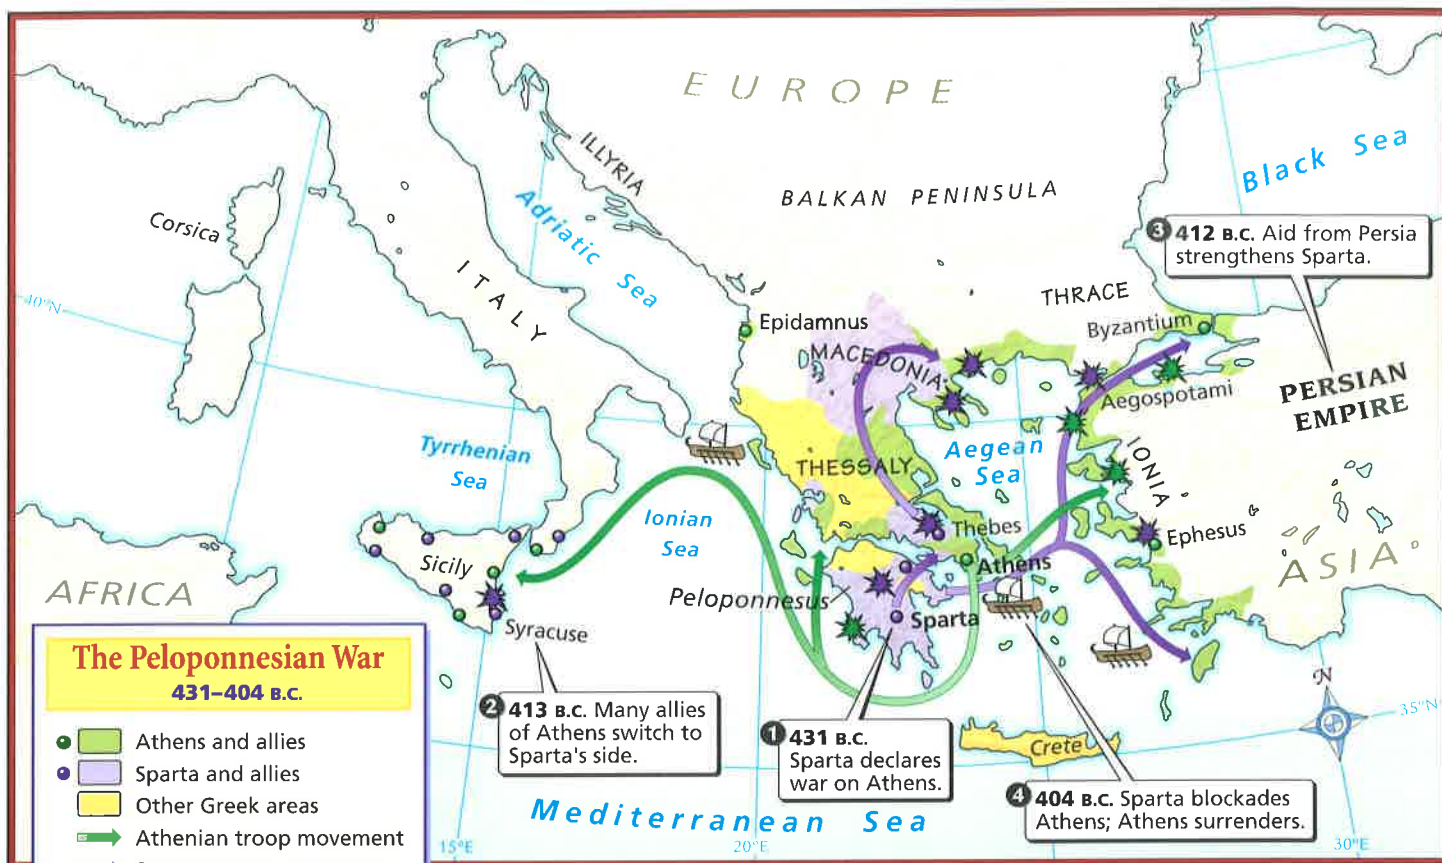 EUROPE
Black Sea
ILLYRIA
Adriatic Sea
BALKAN PENINSULA
Corsica
ITALY
3 412 B.C. Aid from Persia
strengthens Sparta.
THRACE
40°N
Epidamnus
Byzantium
MACEDONIA
PERSIAN
EMPIRE
Aegospotami
Tyrrhenian
Sea
Aegean
Sea
IONIA
THESSALY
Ionian
Sea
Thebes
Ephesus
ASIA
Sicily
Athens
AFRICA
Peloponnesus
Sparta
Syracuse
The Peloponnesian War
431–404 B.C.
Athens and allies
Sparta and allies
Other Greek areas
Athenian troop movement
2 413 B.C. Many allies
of Athens switch to
Sparta's side.
1 431 B.C.
Sparta declares
war on Athens.
N
35°N
Crete
4 404 B.C. Sparta blockades
Athens; Athens surrenders.
Mediterranean Sea
15°E
20°E
30°E